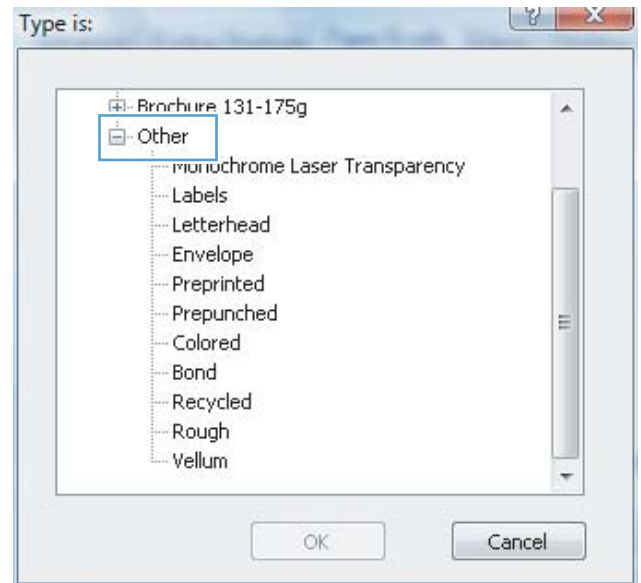 Type is:
Brochure 131-175g
Other
Monochrome Laser Transparency
Labels
Letterhead
Envelope
Preprinted
Prepunched
Colored
Bond
Recycled
Rough
Vellum
OK Cancel